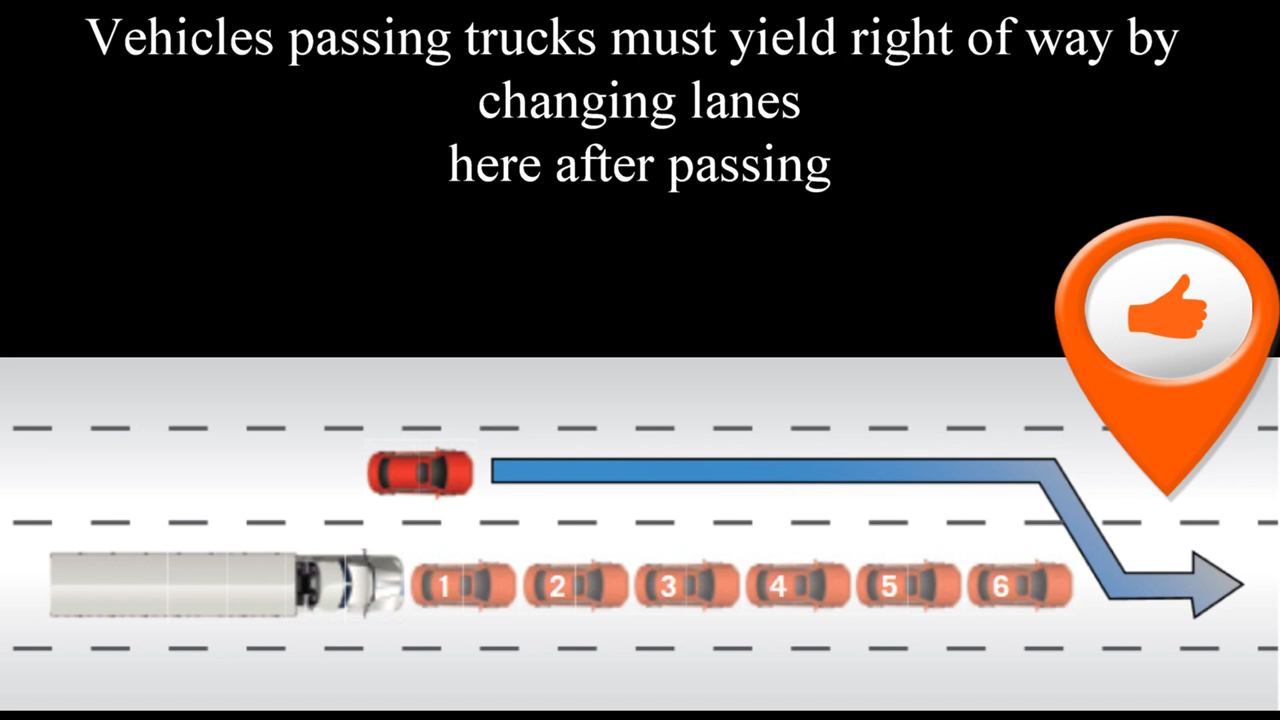 Vehicles passing trucks must yield right of way by
changing lanes
here after passing
1 2 3 4 5 6